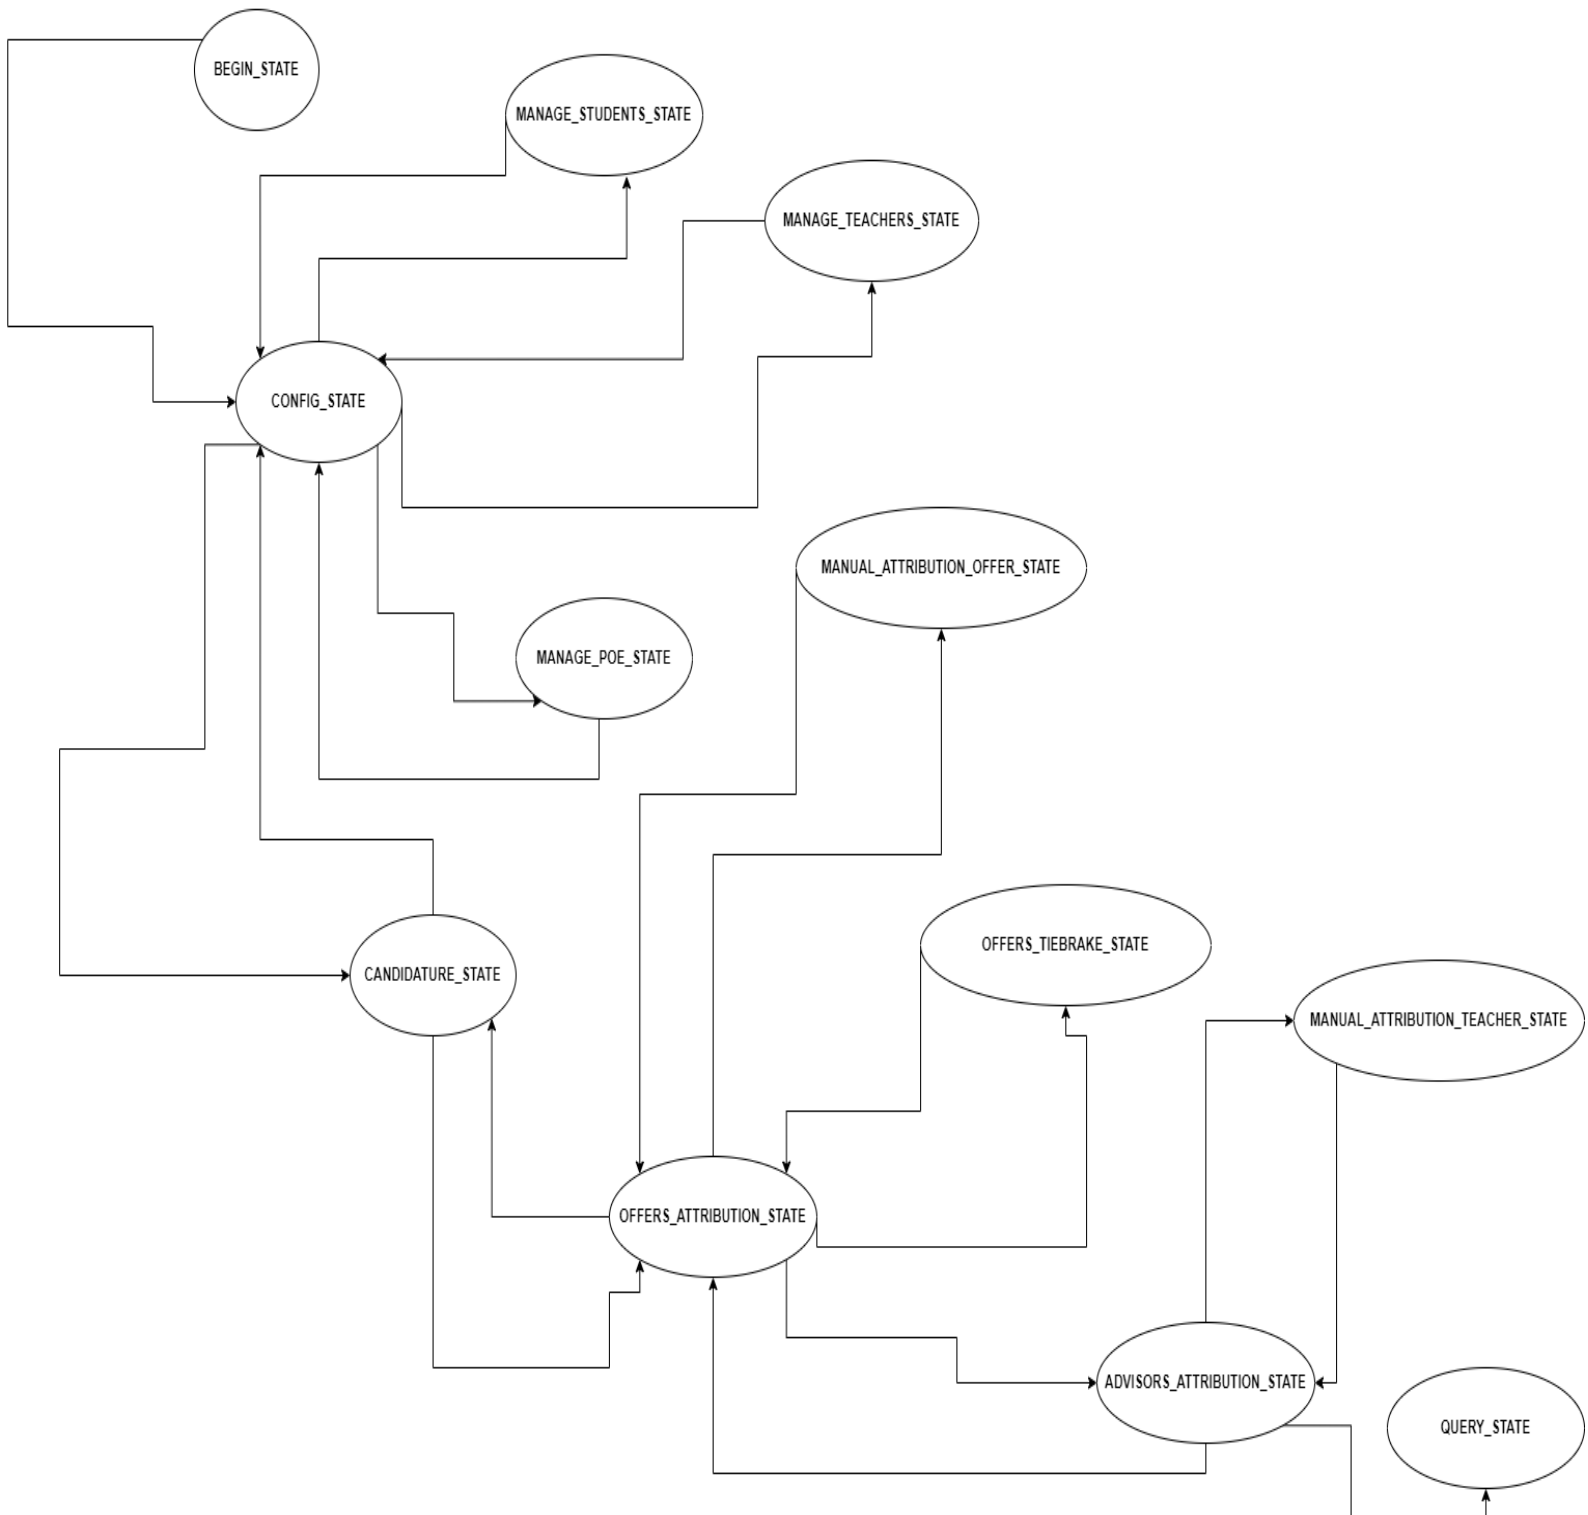 BEGIN_STATE
MANAGE_STUDENTS_STATE
MANAGE_TEACHERS_STATE
CONFIG_STATE
MANUAL_ATTRIBUTION_OFFER_STATE
MANAGE_POE_STATE
OFFERS_TIEBRAKE_STATE
CANDIDATURE_STATE
MANUAL_ATTRIBUTION_TEACHER_STATE
OFFERS_ATTRIBUTION_STATE
ADVISORS_ATTRIBUTION_STATE
QUERY_STATE